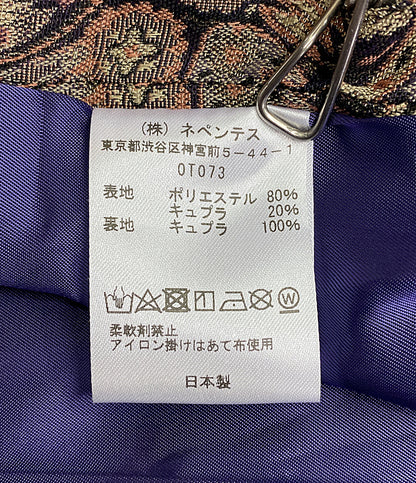 （株）ネペンテス
東京都渋谷区神宮前5-44-1
OT073
表地 ポリエステル 80%
キュプラ 20%
裏地 キュプラ 100%
W
柔軟剤禁止
アイロン掛けはあて布使用
日本製